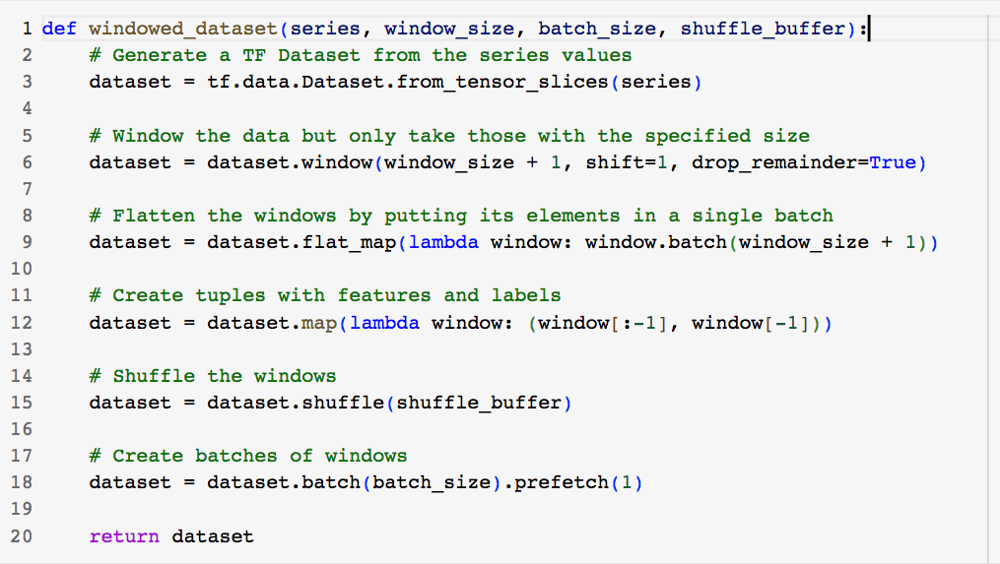 1 def windowed_dataset(series, window_size, batch_size, shuffle_buffer):
2     # Generate a TF Dataset from the series values
3     dataset = tf.data.Dataset.from_tensor_slices(series)
4
5     # Window the data but only take those with the specified size
6     dataset = dataset.window(window_size + 1, shift=1, drop_remainder=True)
7
8     # Flatten the windows by putting its elements in a single batch
9     dataset = dataset.flat_map(lambda window: window.batch(window_size + 1))
10
11     # Create tuples with features and labels
12     dataset = dataset.map(lambda window: (window[:-1], window[-1]))
13
14     # Shuffle the windows
15     dataset = dataset.shuffle(shuffle_buffer)
16
17     # Create batches of windows
18     dataset = dataset.batch(batch_size).prefetch(1)
19
20     return dataset